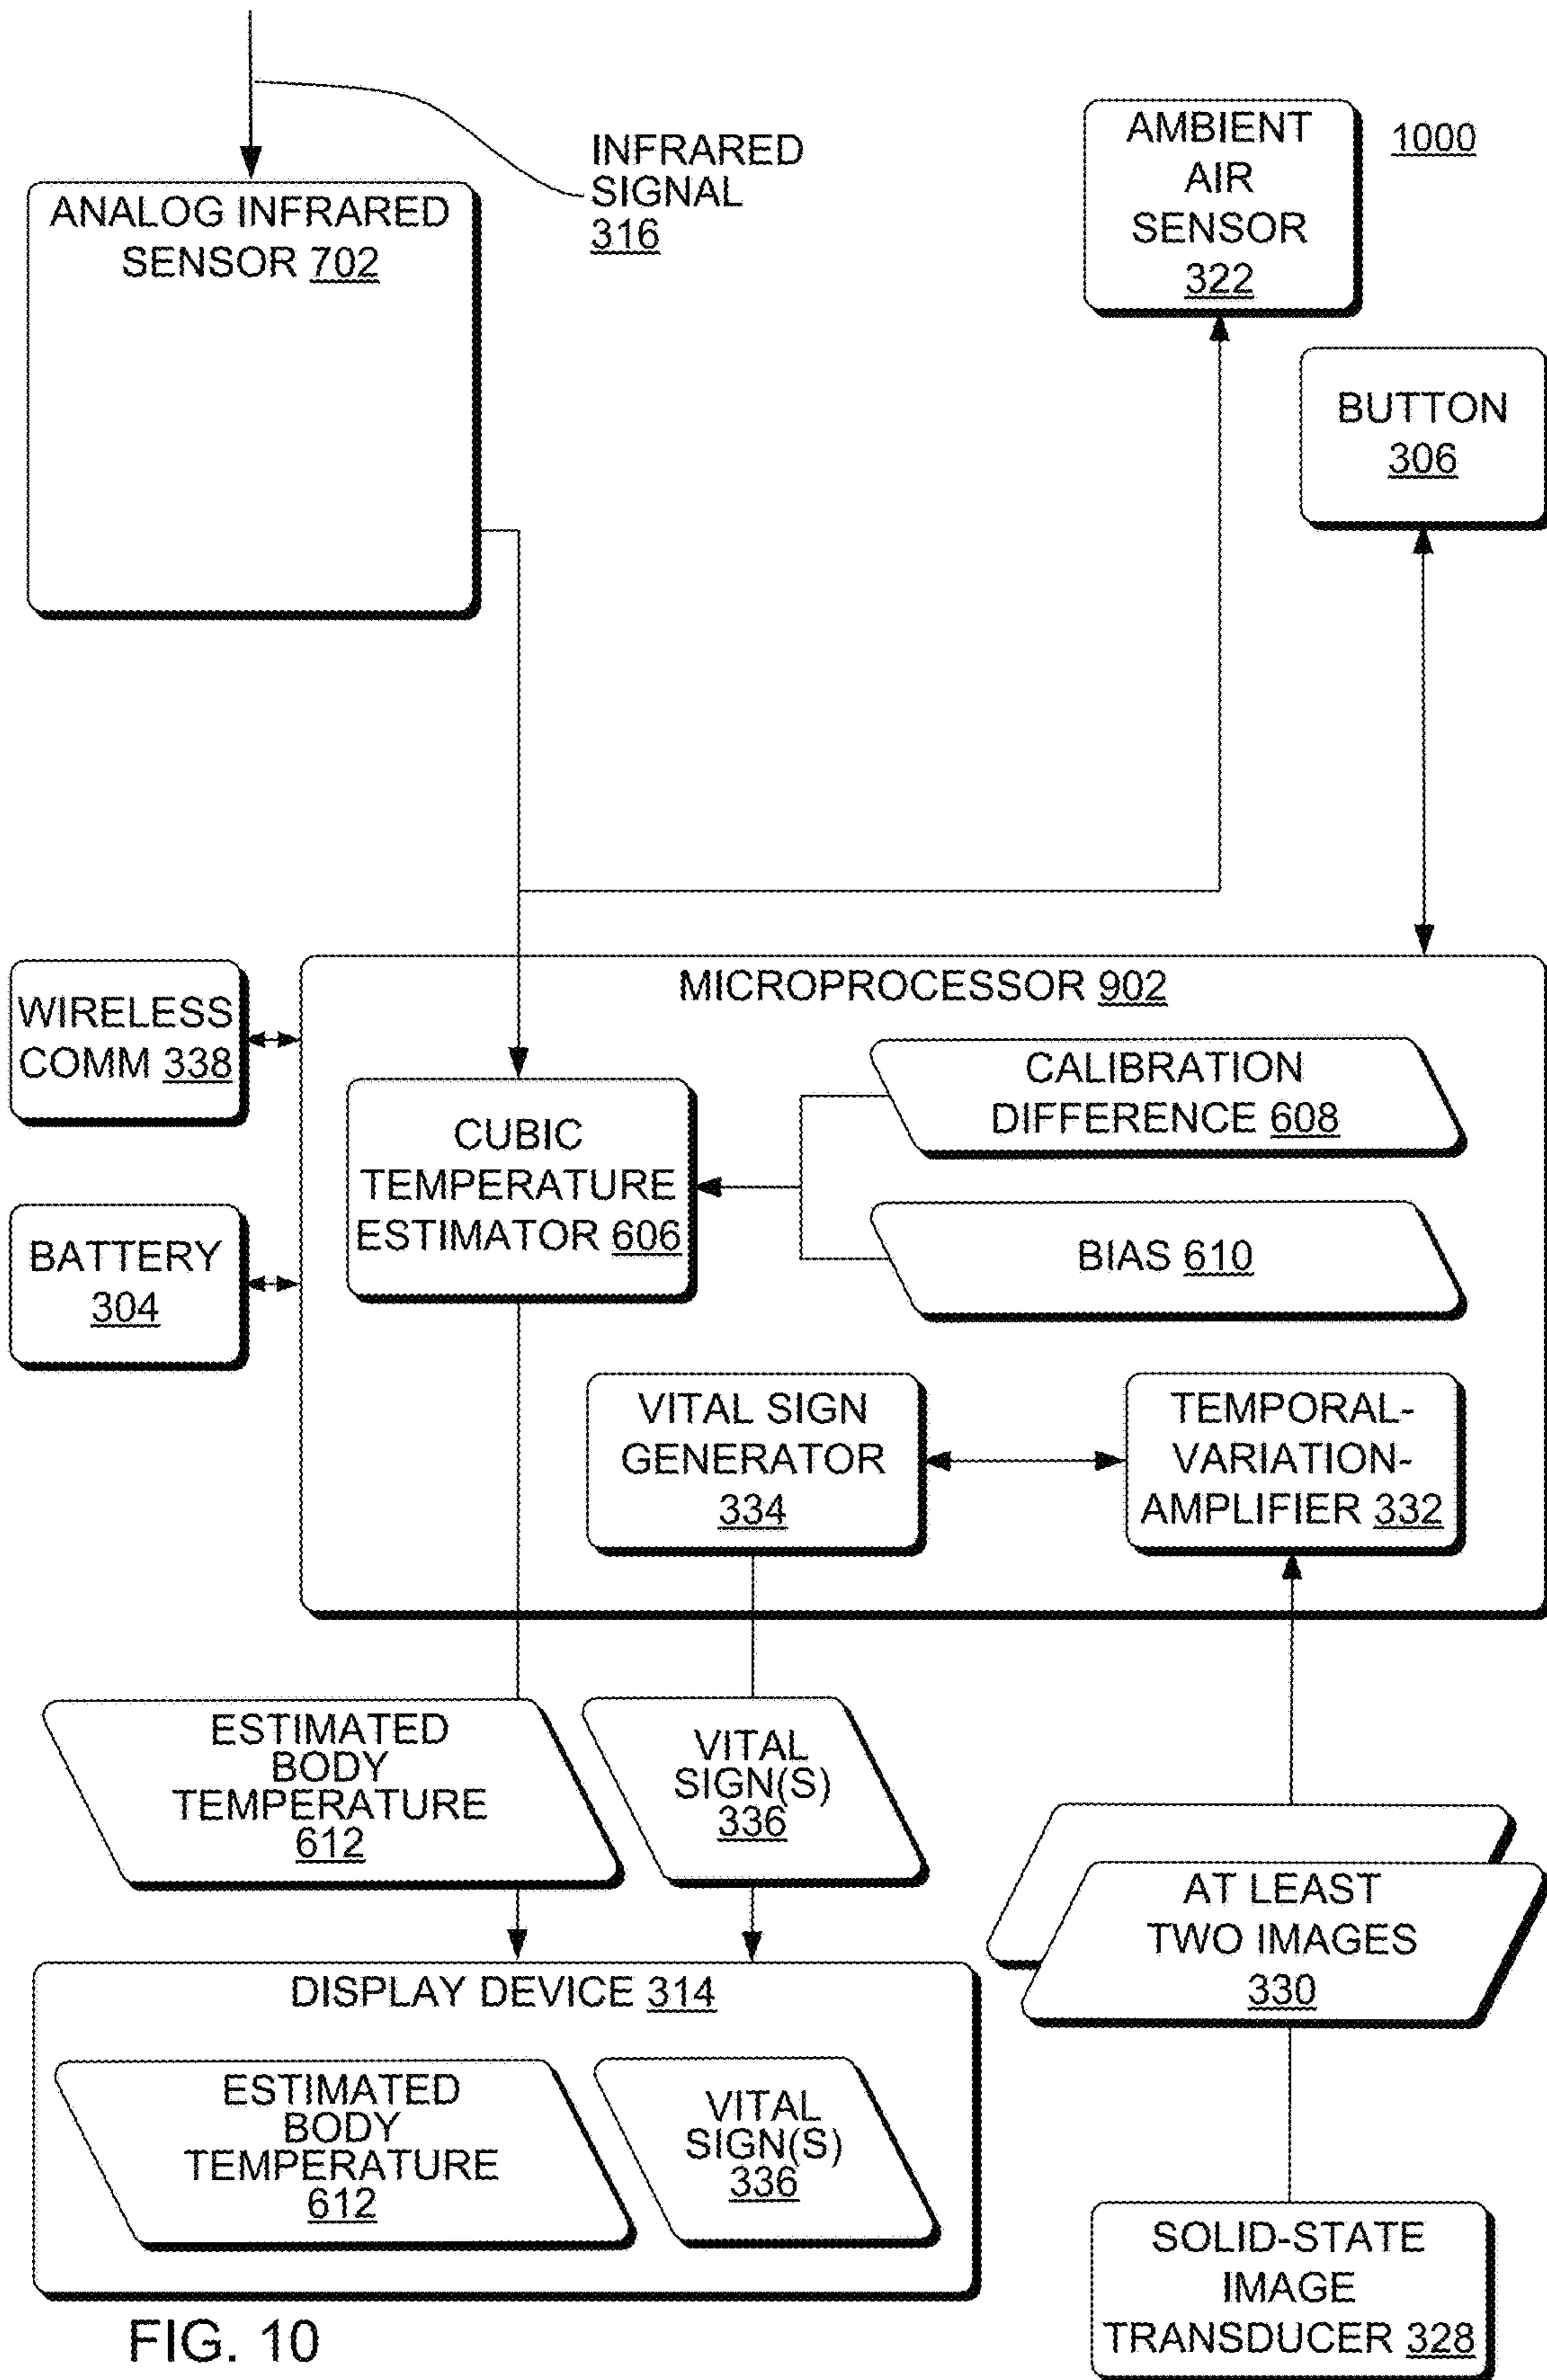 INFRARED
SIGNAL
316
ANALOG INFRARED
SENSOR 702
AMBIENT
AIR
SENSOR
322
1000
BUTTON
306
MICROPROCESSOR 902
WIRELESS
COMM 338
BATTERY
304
CUBIC
TEMPERATURE
ESTIMATOR 606
CALIBRATION
DIFFERENCE 608
BIAS 610
VITAL SIGN
GENERATOR
334
TEMPORAL-
VARIATION-
AMPLIFIER 332
ESTIMATED
BODY
TEMPERATURE
612
VITAL
SIGN(S)
336
AT LEAST
TWO IMAGES
330
DISPLAY DEVICE 314
ESTIMATED
BODY
TEMPERATURE
612
VITAL
SIGN(S)
336
SOLID-STATE
IMAGE
TRANSDUCER 328
FIG. 10